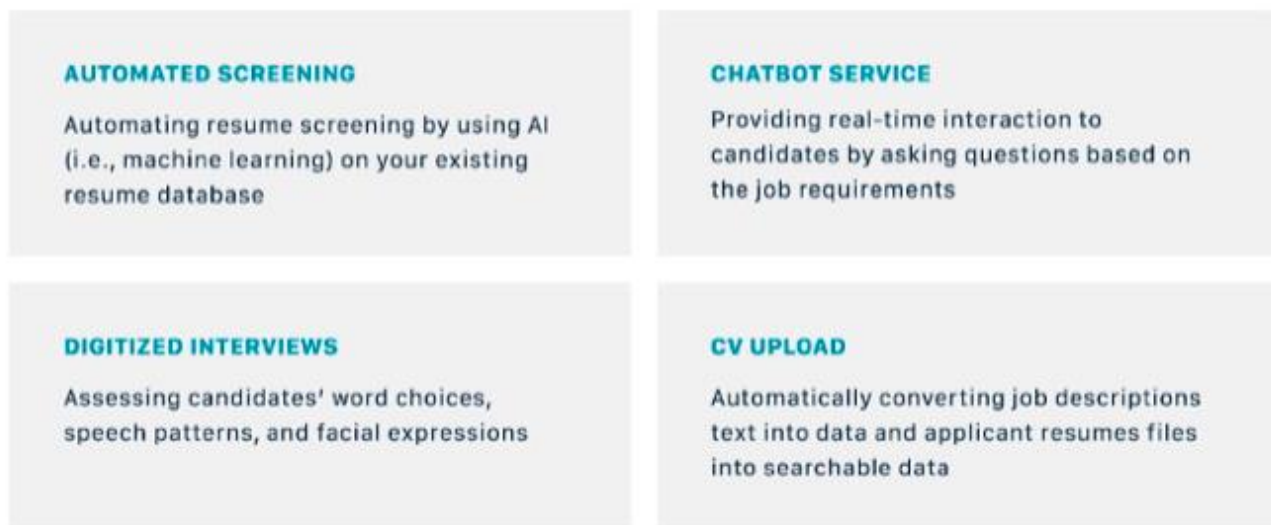 AUTOMATED SCREENING
Automating resume screening by using AI
(i.e., machine learning) on your existing
resume database
CHATBOT SERVICE
Providing real-time interaction to
candidates by asking questions based on
the job requirements
DIGITIZED INTERVIEWS
Assessing candidates' word choices,
speech patterns, and facial expressions
CV UPLOAD
Automatically converting job descriptions
text into data and applicant resumes files
into searchable data